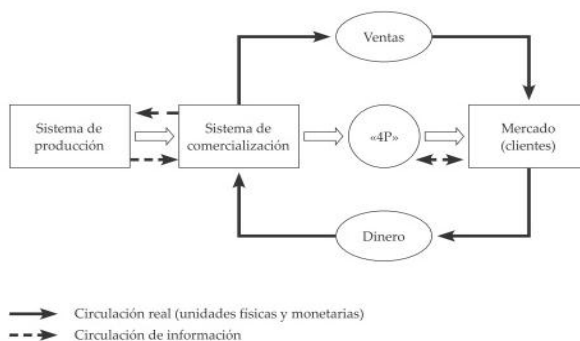 Ventas
Sistema de
producción
Sistema de
comercialización
«4P»
Mercado
(clientes)
Dinero
Circulación real (unidades físicas y monetarias)
Circulación de información